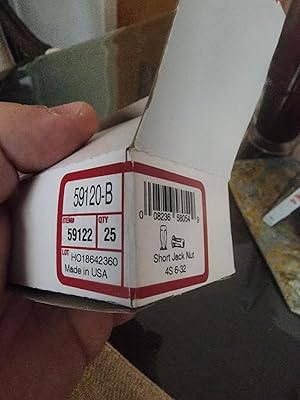 59120-B
ITEM# QTY
59122 25
LOT HO18642360
Made in USA
0 08236 58054 9
Short Jack Nut
4S 6-32